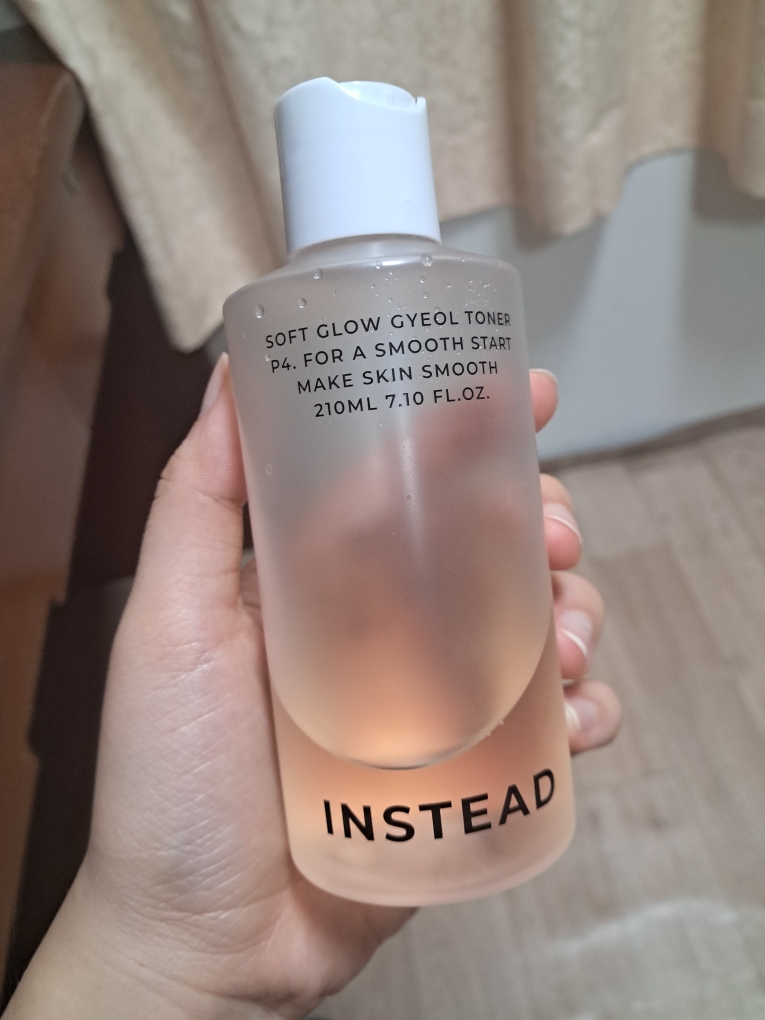 SOFT GLOW GYEOL TONER
P4. FOR A SMOOTH START
MAKE SKIN SMOOTH
210ML 7.10 FL.OZ.
INSTEAD